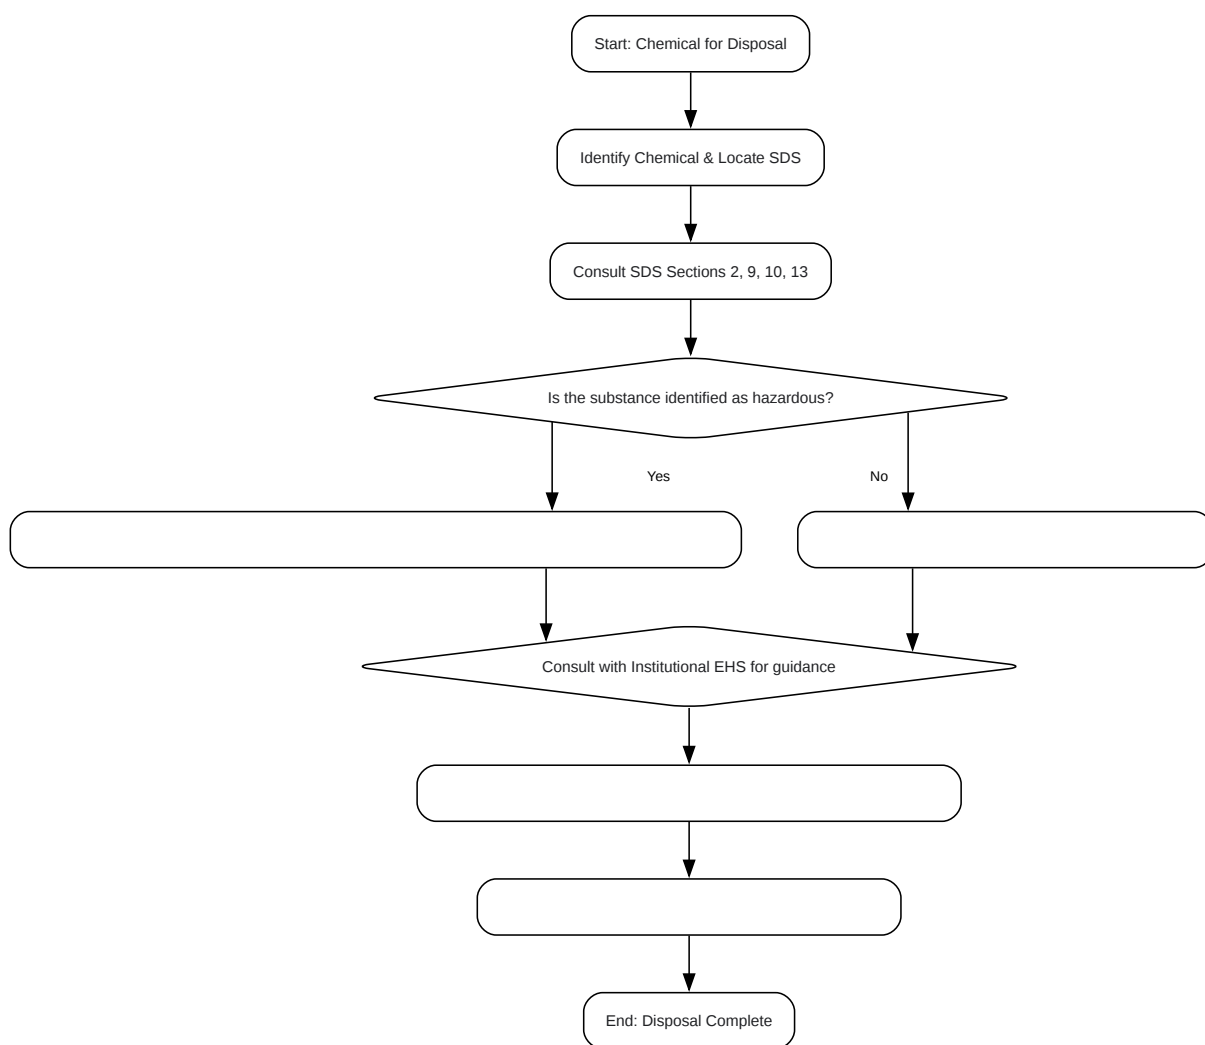 Start: Chemical for Disposal
Identify Chemical & Locate SDS
Consult SDS Sections 2, 9, 10, 13
Is the substance identified as hazardous?
Yes
No
Consult with Institutional EHS for guidance
End: Disposal Complete